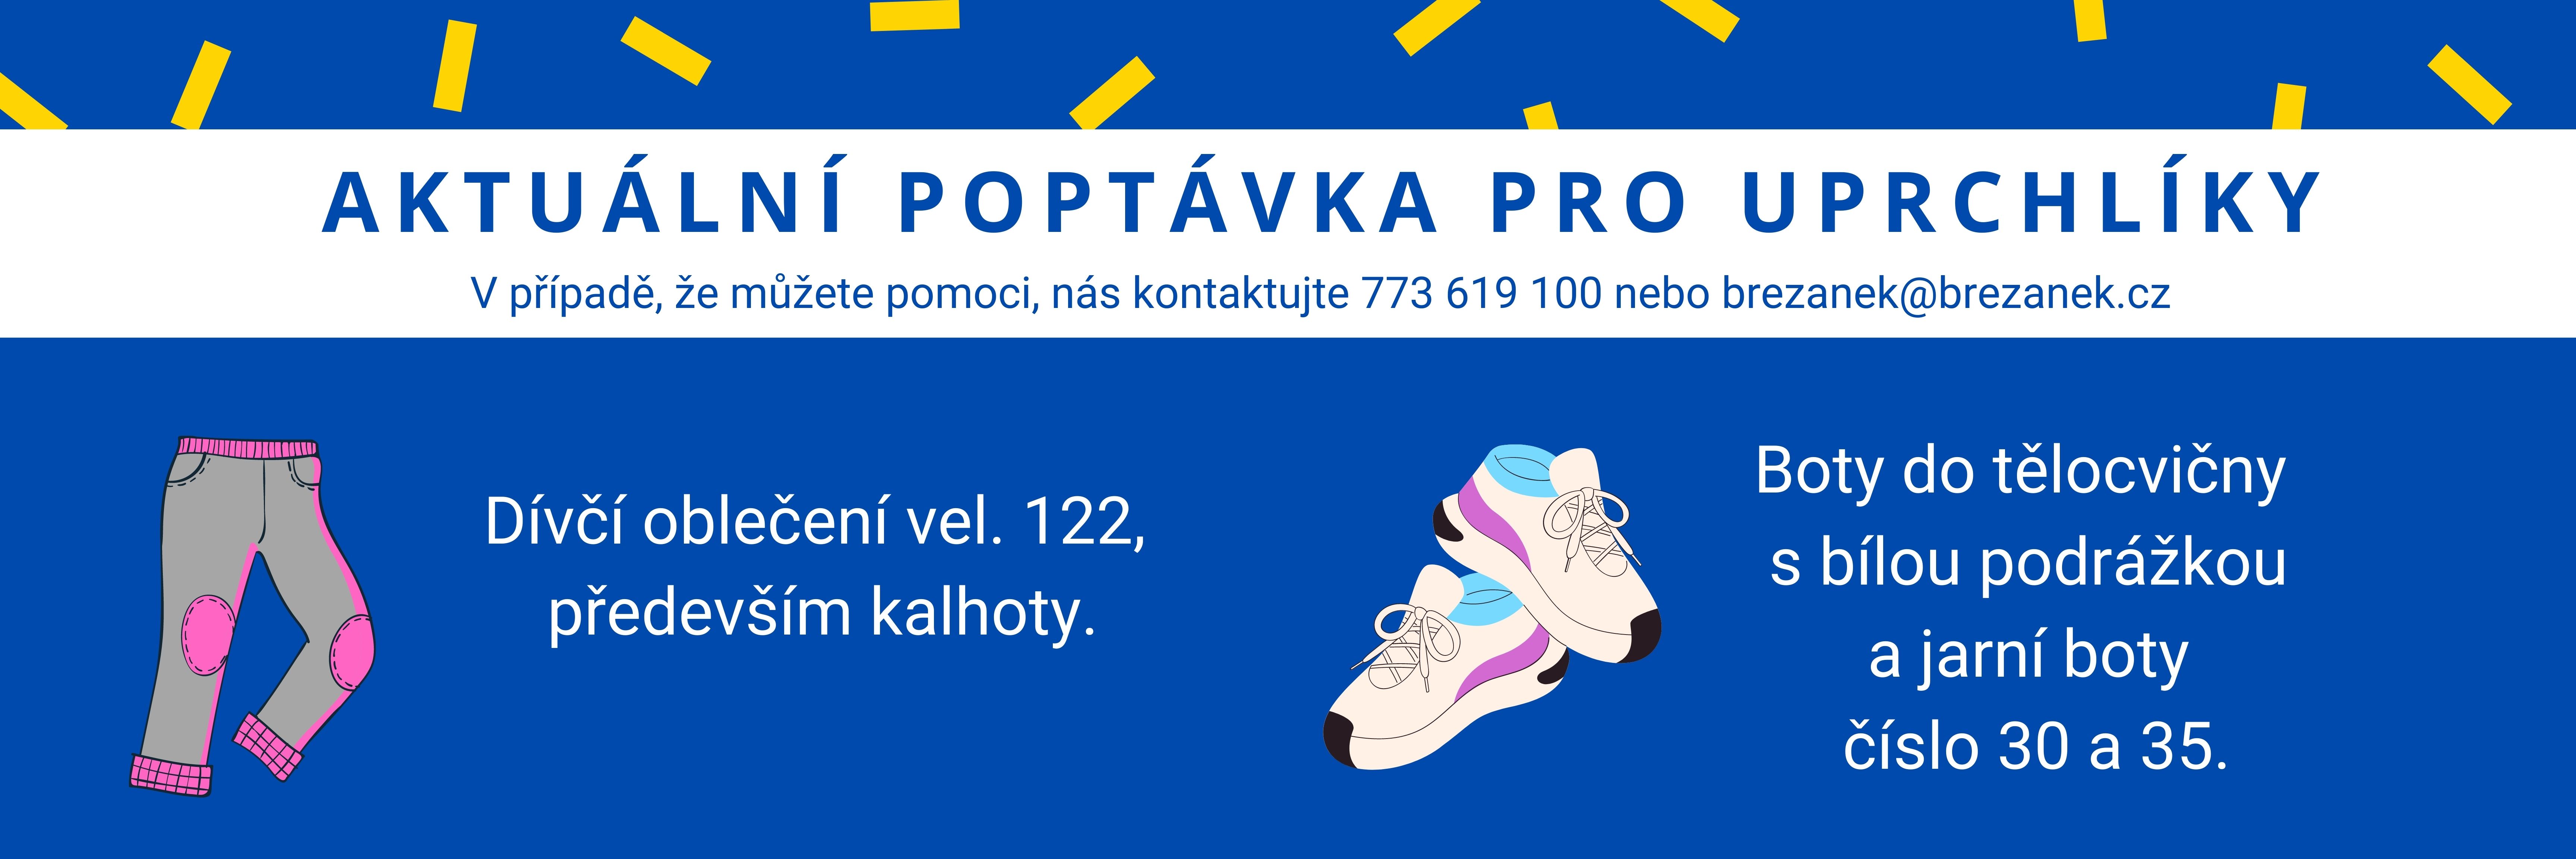 AKTUÁLNÍ POPTÁVKA PRO UPRCHLÍKY
V případě, že můžete pomoci, nás kontaktujte 773 619 100 nebo brezanek@brezanek.cz
Dívčí oblečení vel. 122,
především kalhoty.
Boty do tělocvičny
s bílou podrážkou
a jarní boty
číslo 30 a 35.